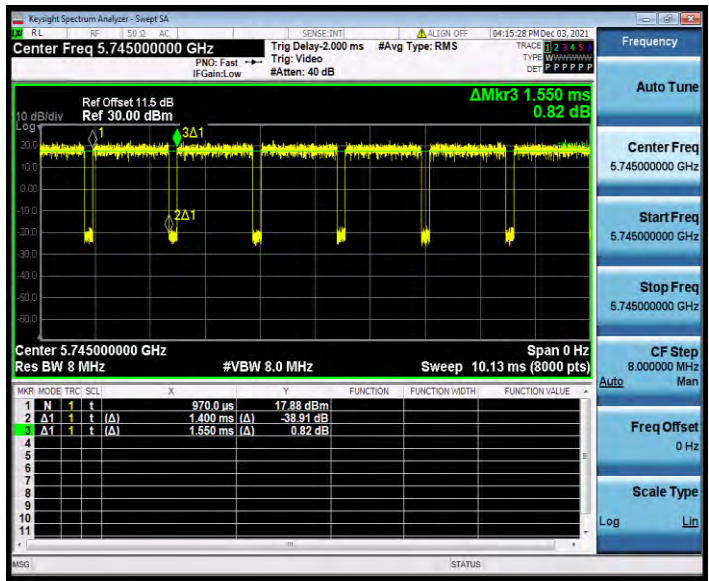 Keysight Spectrum Analyzer - Swept SA
RL RF 50 Ω AC SENSE:INT ALIGN OFF 04:15:28 PM Dec 03, 2021
Center Freq 5.745000000 GHz
PNO: Fast
IFGain:Low
Trig Delay-2.000 ms
Trig: Video
#Atten: 40 dB
#Avg Type: RMS
TRACE 1 2 3 4 5 6
TYPE WWWWWW
DET P P P P P P
ΔMkr3 1.550 ms
0.82 dB
Ref Offset 11.5 dB
10 dB/div Ref 30.00 dBm
Log
1
3Δ1
2Δ1
20.0
10.0
0.00
-10.0
-20.0
-30.0
-40.0
-50.0
-60.0
Center 5.745000000 GHz Span 0 Hz
Res BW 8 MHz #VBW 8.0 MHz Sweep 10.13 ms (8000 pts)
MKR MODE TRC SCL X Y FUNCTION FUNCTION WIDTH FUNCTION VALUE
1 N 1 t 970.0 µs 17.88 dBm
2 Δ1 1 t (Δ) 1.400 ms (Δ) -38.91 dB
3 Δ1 1 t (Δ) 1.550 ms (Δ) 0.82 dB
4
5
6
7
8
9
10
11
MSG STATUS
Frequency
Auto Tune
Center Freq
5.745000000 GHz
Start Freq
5.745000000 GHz
Stop Freq
5.745000000 GHz
CF Step
8.000000 MHz
Auto Man
Freq Offset
0 Hz
Scale Type
Log Lin